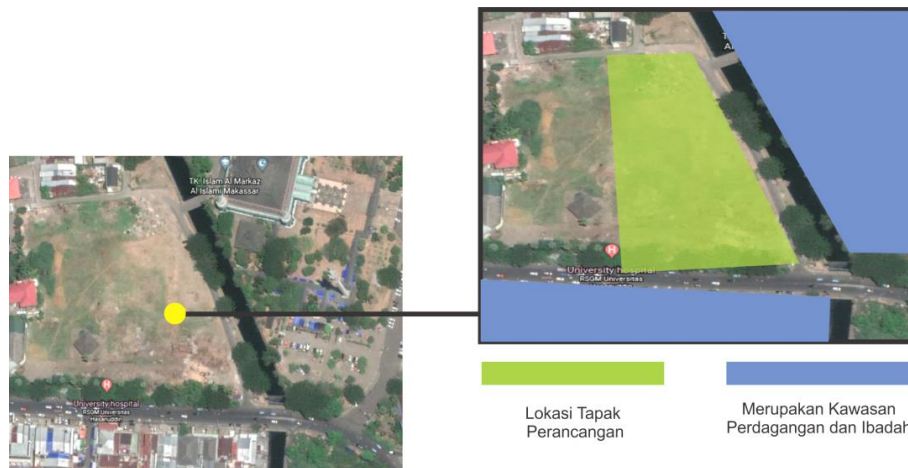 TK. Islam Al Markaz
Al Islami Makassar
University hospital
RSGM Universitas
Hasanuddin
University hospital
RSGM Universitas
Lokasi Tapak
Perancangan
Merupakan Kawasan
Perdagangan dan Ibadah